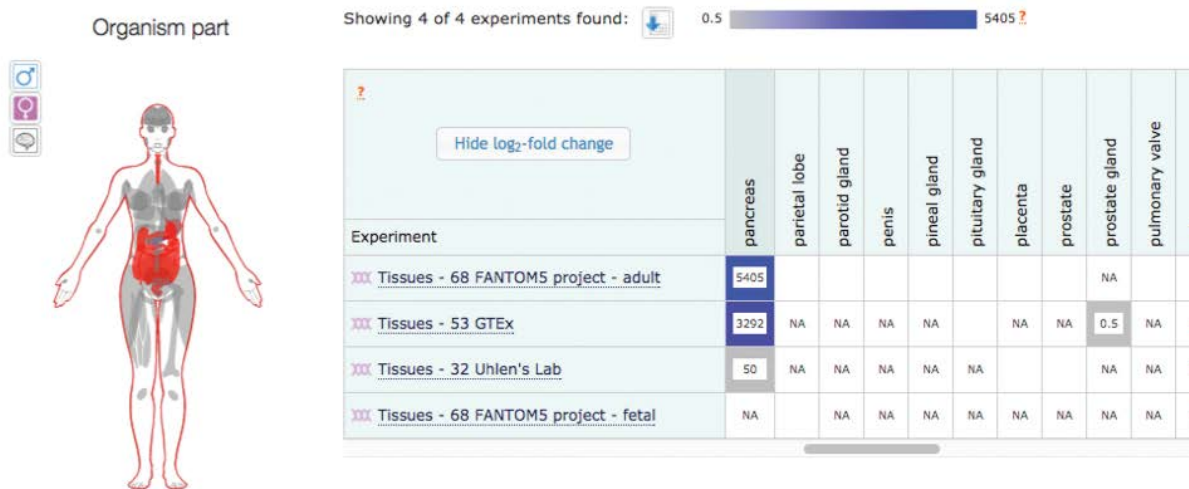 Organism part
Showing 4 of 4 experiments found: 0.5 5405 ?
?
Hide log2-fold change
Experiment pancreas parietal lobe parotid gland penis pineal gland pituitary gland placenta prostate prostate gland pulmonary valve
Tissues - 68 FANTOM5 project - adult 5405 NA
Tissues - 53 GTEx 3292 NA NA NA NA NA NA 0.5 NA
Tissues - 32 Uhlen's Lab 50 NA NA NA NA NA NA NA
Tissues - 68 FANTOM5 project - fetal NA NA NA NA NA NA NA NA NA